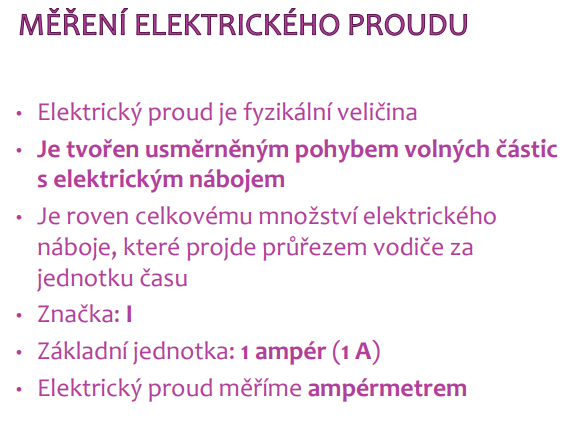 MĚŘENÍ ELEKTRICKÉHO PROUDU
• Elektrický proud je fyzikální veličina
• Je tvořen usměrněným pohybem volných částic
s elektrickým nábojem
• Je roven celkovému množství elektrického
náboje, které projde průřezem vodiče za
jednotku času
• Značka: I
• Základní jednotka: 1 ampér (1 A)
• Elektrický proud měříme ampérmetrem